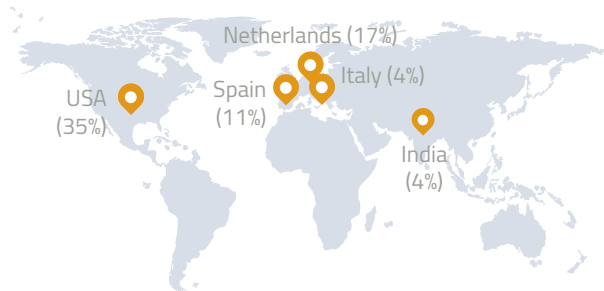 Netherlands (17%)
Italy (4%)
Spain
(11%)
USA
(35%)
India
(4%)